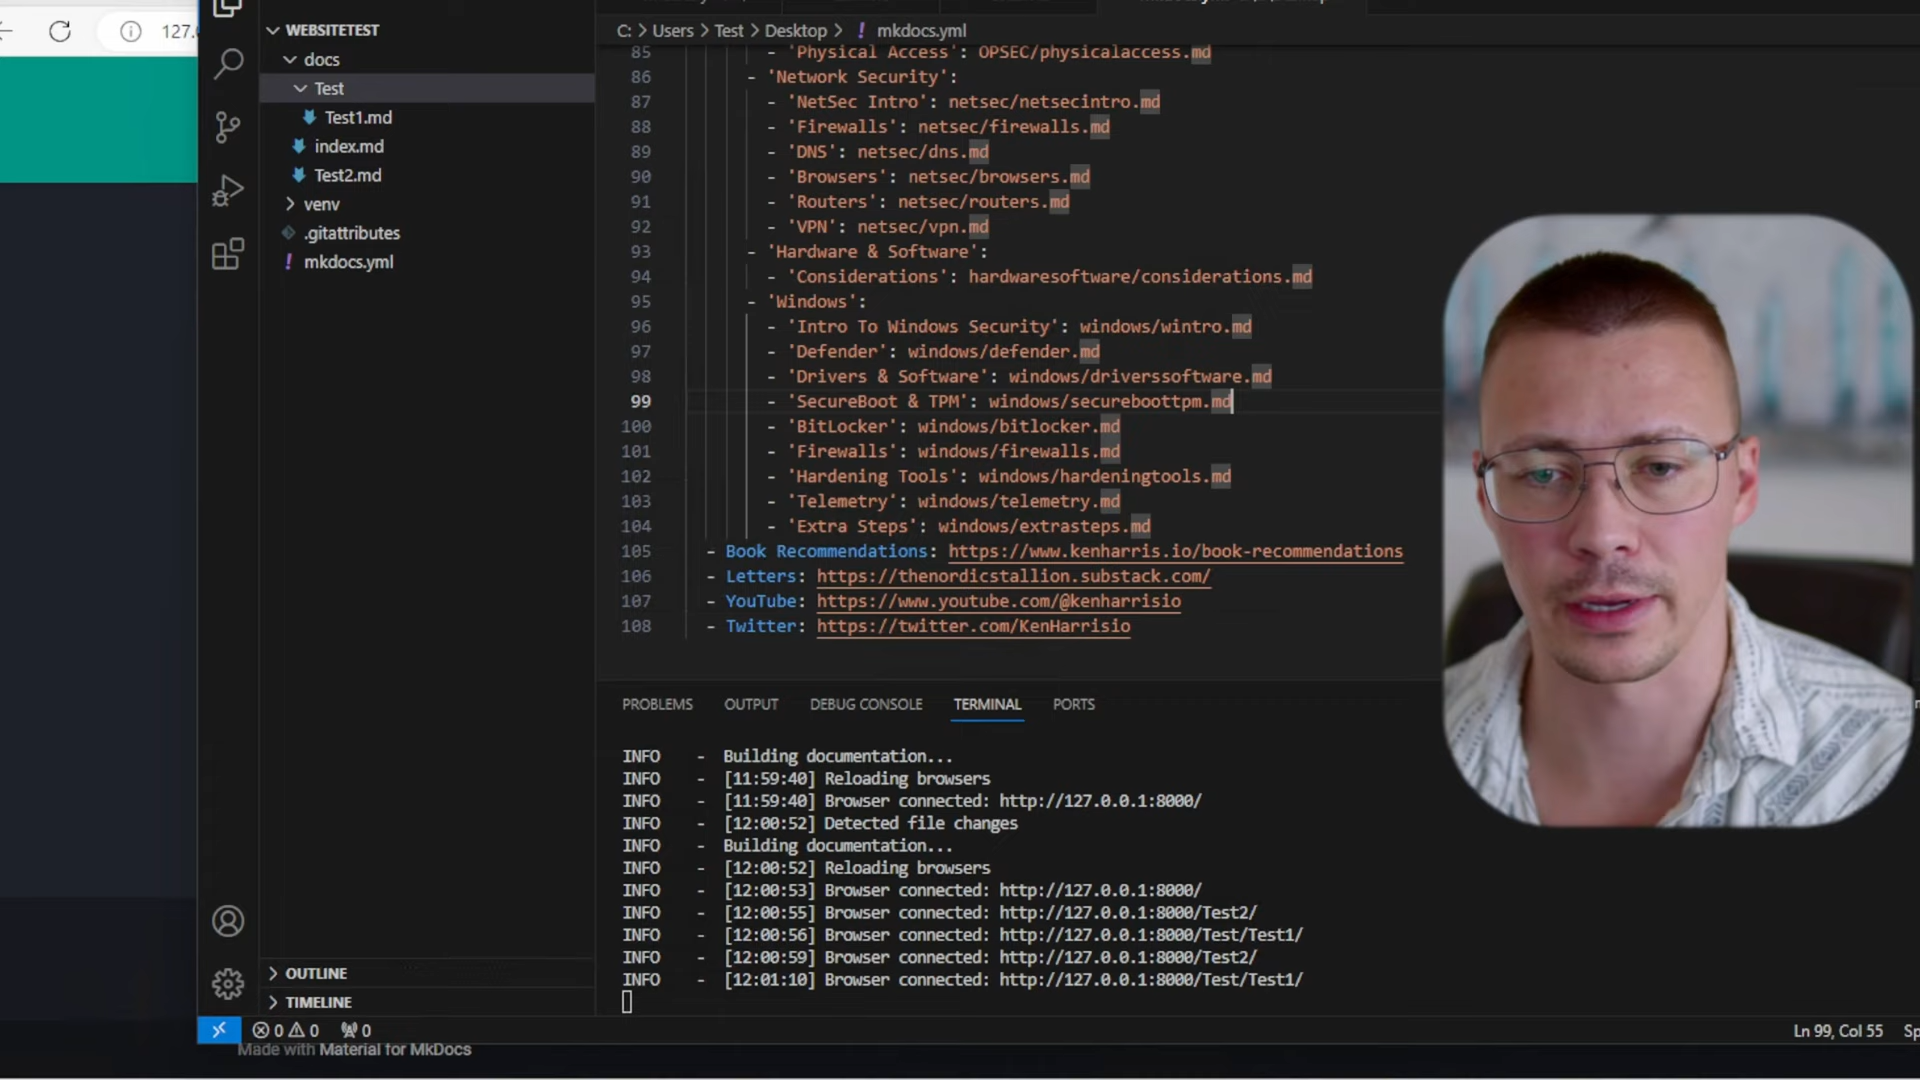 127.
WEBSITETEST
docs
Test
Test1.md
index.md
Test2.md
venv
.gitattributes
! mkdocs.yml
OUTLINE
TIMELINE
C: > Users > Test > Desktop > ! mkdocs.yml
85 - 'Physical Access': OPSEC/physicalaccess.md
86 - 'Network Security':
87 - 'NetSec Intro': netsec/netsecintro.md
88 - 'Firewalls': netsec/firewalls.md
89 - 'DNS': netsec/dns.md
90 - 'Browsers': netsec/browsers.md
91 - 'Routers': netsec/routers.md
92 - 'VPN': netsec/vpn.md
93 - 'Hardware & Software':
94 - 'Considerations': hardwaresoftware/considerations.md
95 - 'Windows':
96 - 'Intro To Windows Security': windows/wintro.md
97 - 'Defender': windows/defender.md
98 - 'Drivers & Software': windows/driverssoftware.md
99 - 'SecureBoot & TPM': windows/secureboottpm.md
100 - 'BitLocker': windows/bitlocker.md
101 - 'Firewalls': windows/firewalls.md
102 - 'Hardening Tools': windows/hardeningtools.md
103 - 'Telemetry': windows/telemetry.md
104 - 'Extra Steps': windows/extrasteps.md
105 - Book Recommendations: https://www.kenharris.io/book-recommendations
106 - Letters: https://thenordicstallion.substack.com/
107 - YouTube: https://www.youtube.com/@kenharrisio
108 - Twitter: https://twitter.com/KenHarrisio
PROBLEMS OUTPUT DEBUG CONSOLE TERMINAL PORTS
INFO - Building documentation...
INFO - [11:59:40] Reloading browsers
INFO - [11:59:40] Browser connected: http://127.0.0.1:8000/
INFO - [12:00:52] Detected file changes
INFO - Building documentation...
INFO - [12:00:52] Reloading browsers
INFO - [12:00:53] Browser connected: http://127.0.0.1:8000/
INFO - [12:00:55] Browser connected: http://127.0.0.1:8000/Test2/
INFO - [12:00:56] Browser connected: http://127.0.0.1:8000/Test/Test1/
INFO - [12:00:59] Browser connected: http://127.0.0.1:8000/Test2/
INFO - [12:01:10] Browser connected: http://127.0.0.1:8000/Test/Test1/
0 0 0
Ln 99, Col 55 Sp
Made with Material for MkDocs